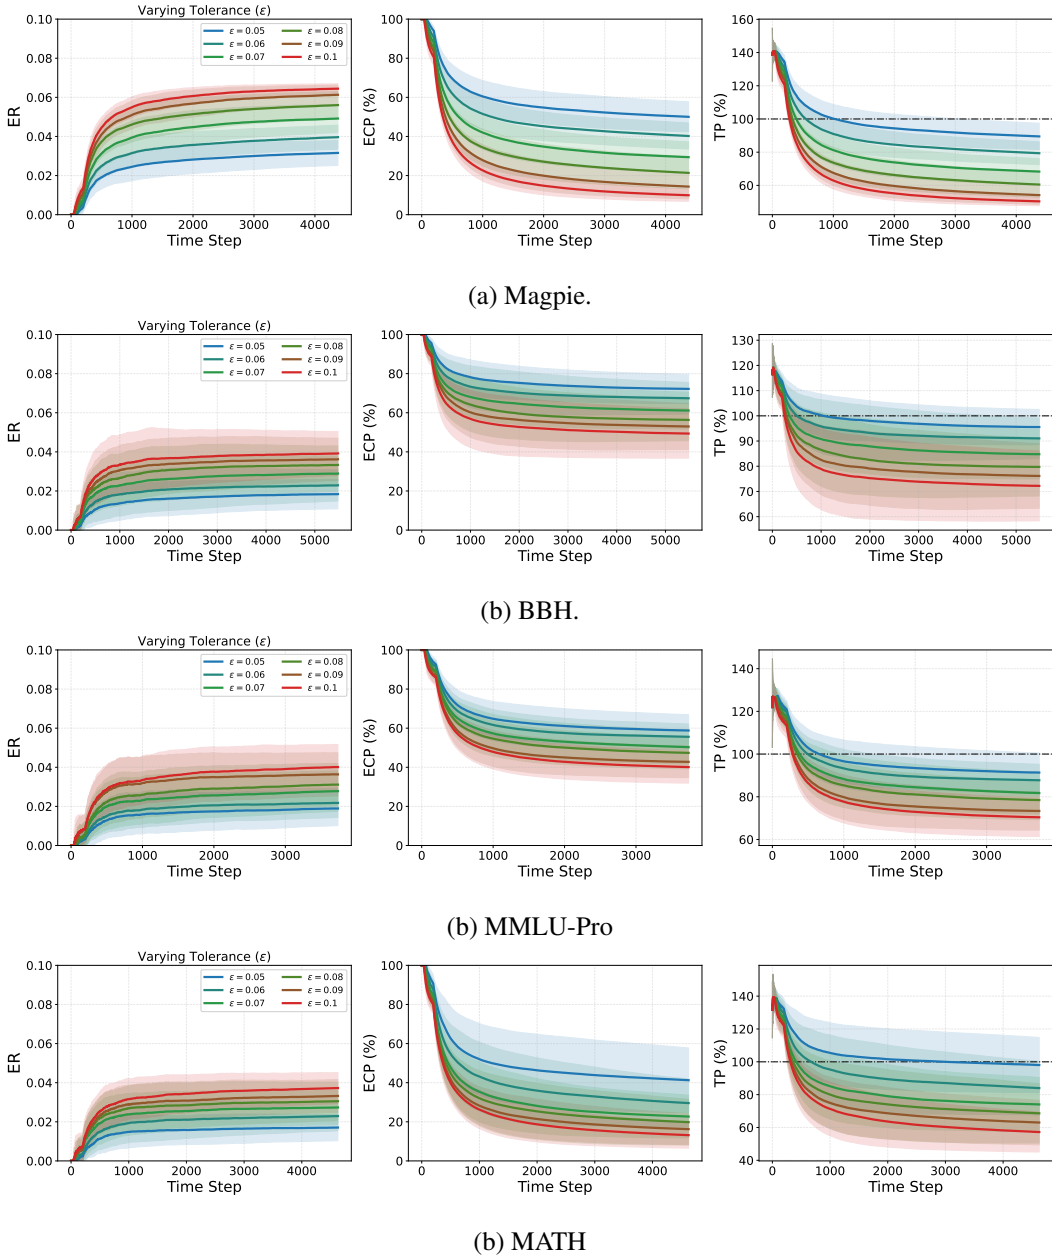 Varying Tolerance (ε)
ER
0.10
0.08
0.06
0.04
0.02
0.00
ε = 0.05
ε = 0.06
ε = 0.07
ε = 0.08
ε = 0.09
ε = 0.1
0 1000 2000 3000 4000
Time Step
ECP (%)
100
80
60
40
20
0
0 1000 2000 3000 4000
Time Step
TP (%)
160
140
120
100
80
60
0 1000 2000 3000 4000
Time Step
(a) Magpie.
Varying Tolerance (ε)
ER
0.10
0.08
0.06
0.04
0.02
0.00
ε = 0.05
ε = 0.06
ε = 0.07
ε = 0.08
ε = 0.09
ε = 0.1
0 1000 2000 3000 4000 5000
Time Step
ECP (%)
100
80
60
40
20
0
0 1000 2000 3000 4000 5000
Time Step
TP (%)
130
120
110
100
90
80
70
60
0 1000 2000 3000 4000 5000
Time Step
(b) BBH.
Varying Tolerance (ε)
ER
0.10
0.08
0.06
0.04
0.02
0.00
ε = 0.05
ε = 0.06
ε = 0.07
ε = 0.08
ε = 0.09
ε = 0.1
0 1000 2000 3000
Time Step
ECP (%)
100
80
60
40
20
0
0 1000 2000 3000
Time Step
TP (%)
140
120
100
80
60
0 1000 2000 3000
Time Step
(b) MMLU-Pro
Varying Tolerance (ε)
ER
0.10
0.08
0.06
0.04
0.02
0.00
ε = 0.05
ε = 0.06
ε = 0.07
ε = 0.08
ε = 0.09
ε = 0.1
0 1000 2000 3000 4000
Time Step
ECP (%)
100
80
60
40
20
0
0 1000 2000 3000 4000
Time Step
TP (%)
140
120
100
80
60
40
0 1000 2000 3000 4000
Time Step
(b) MATH